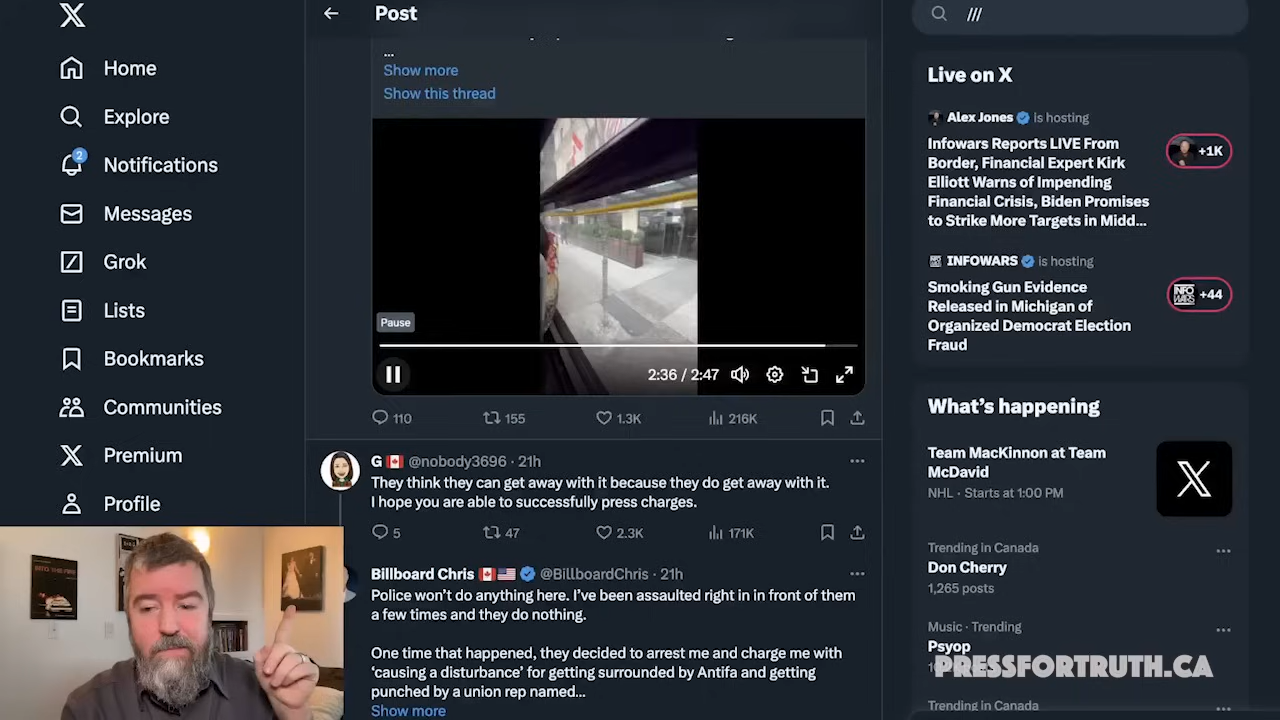 Post
///
Home
Explore
2
Notifications
Messages
Grok
Lists
Bookmarks
Communities
Premium
Profile
...
Show more
Show this thread
Pause
2:36 / 2:47
110
155
1.3K
216K
G @nobody3696 · 21h
They think they can get away with it because they do get away with it.
I hope you are able to successfully press charges.
5
47
2.3K
171K
Billboard Chris @BillboardChris · 21h
Police won't do anything here. I've been assaulted right in in front of them
a few times and they do nothing.
One time that happened, they decided to arrest me and charge me with
'causing a disturbance' for getting surrounded by Antifa and getting
punched by a union rep named...
Show more
Live on X
Alex Jones is hosting
Infowars Reports LIVE From
Border, Financial Expert Kirk
Elliott Warns of Impending
Financial Crisis, Biden Promises
to Strike More Targets in Midd...
+1K
INFOWARS is hosting
Smoking Gun Evidence
Released in Michigan of
Organized Democrat Election
Fraud
+44
What's happening
Team MacKinnon at Team
McDavid
NHL · Starts at 1:00 PM
Trending in Canada
Don Cherry
1,265 posts
Music · Trending
Psyop
PRESSFORTRUTH.CA
Trending in Canada